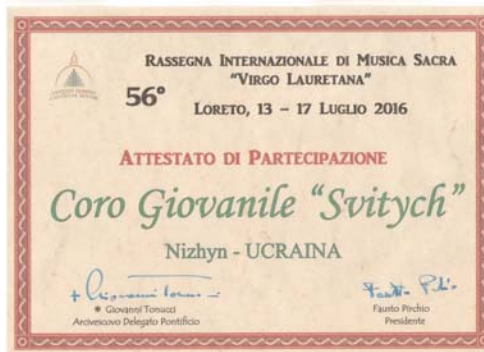 RASSEGNA INTERNAZIONALE DI MUSICA SACRA
"VIRGO LAURETANA"
56°
LORETO, 13 – 17 LUGLIO 2016
ATTESTATO DI PARTECIPAZIONE
Coro Giovanile "Svitych"
Nizhyn - UCRAINA
* Giovanni Tonucci
Arcivescovo Delegato Pontificio
Fausto Pirchio
Presidente